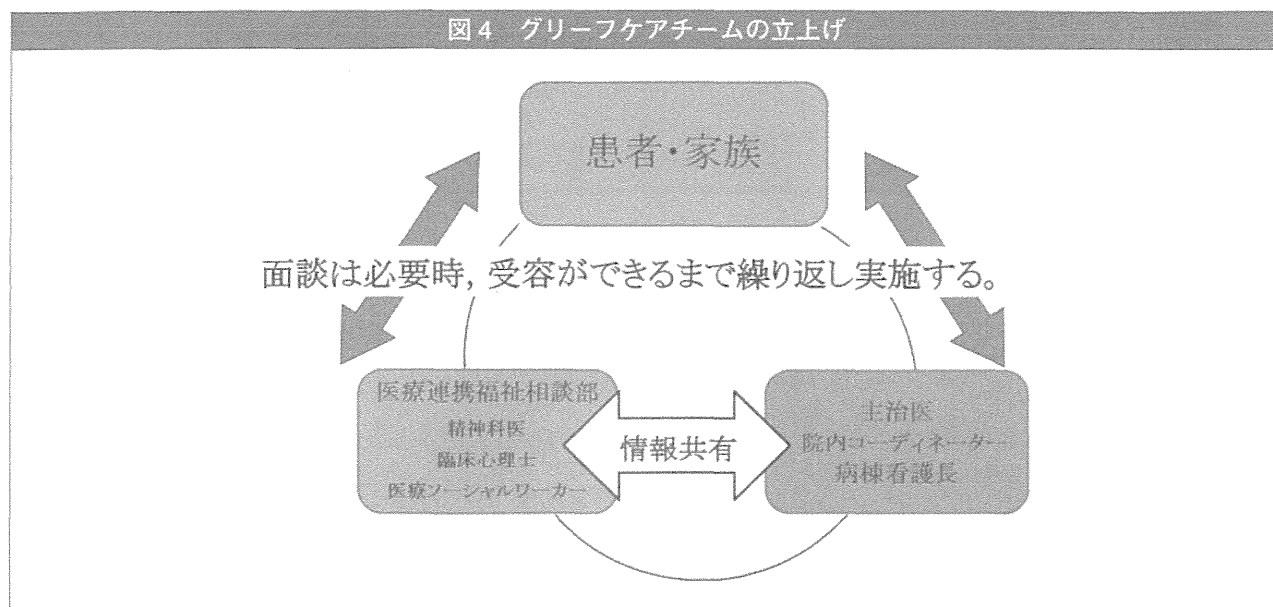 図4 グリーフケアチームの立上げ
患者・家族
面談は必要時，受容ができるまで繰り返し実施する。
医療連携福祉相談部
精神科医
臨床心理士
医療ソーシャルワーカー
情報共有
主治医
院内コーディネーター
病棟看護長